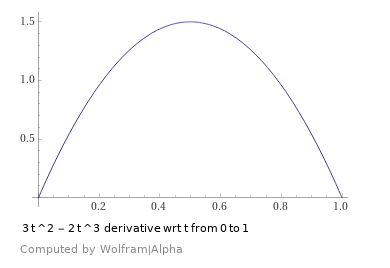 1.5
1.0
0.5
0.2 0.4 0.6 0.8 1.0
3 t ^ 2 – 2 t ^ 3 derivative wrt t from 0 to 1
Computed by Wolfram|Alpha